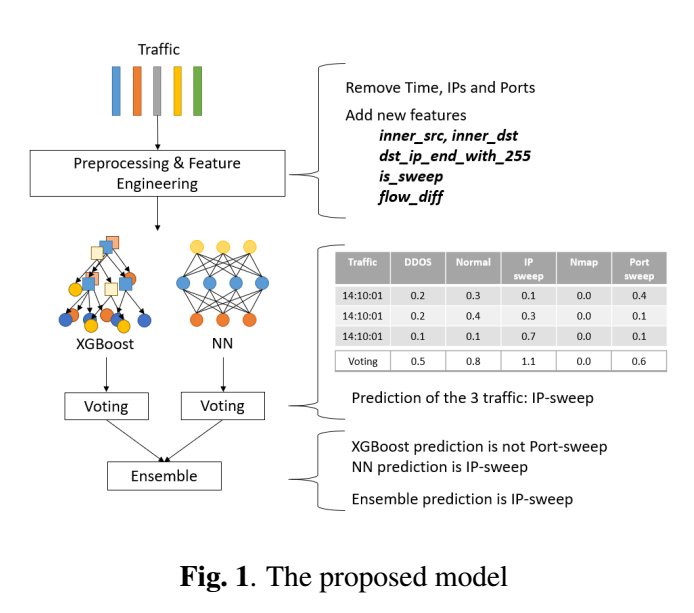 Traffic
Remove Time, IPs and Ports
Add new features
inner_src, inner_dst
dst_ip_end_with_255
is_sweep
flow_diff
Preprocessing & Feature
Engineering
XGBoost
NN
Traffic DDOS Normal IP sweep Nmap Port sweep
14:10:01 0.2 0.3 0.1 0.0 0.4
14:10:01 0.2 0.4 0.3 0.0 0.1
14:10:01 0.1 0.1 0.7 0.0 0.1
Voting 0.5 0.8 1.1 0.0 0.6
Voting
Voting
Prediction of the 3 traffic: IP-sweep
Ensemble
XGBoost prediction is not Port-sweep
NN prediction is IP-sweep
Ensemble prediction is IP-sweep
Fig. 1. The proposed model